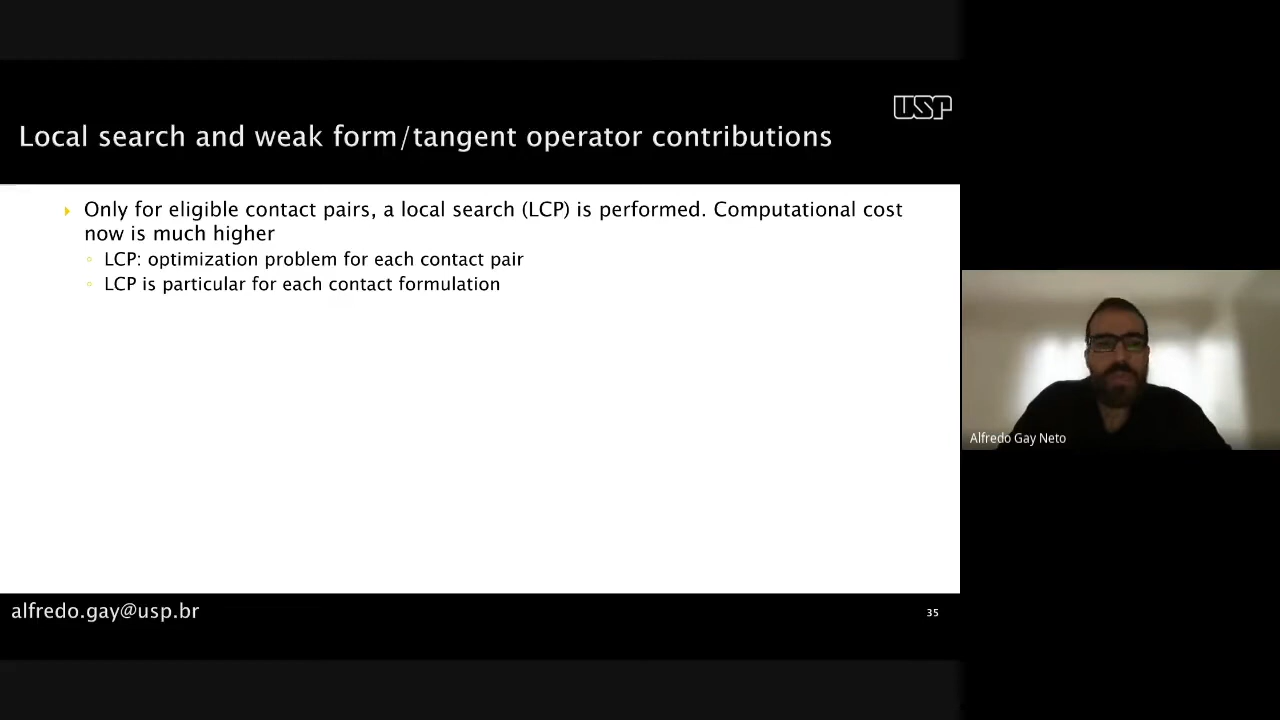 USP
Local search and weak form/tangent operator contributions
Only for eligible contact pairs, a local search (LCP) is performed. Computational cost
now is much higher
LCP: optimization problem for each contact pair
LCP is particular for each contact formulation
Alfredo Gay Neto
alfredo.gay@usp.br
35